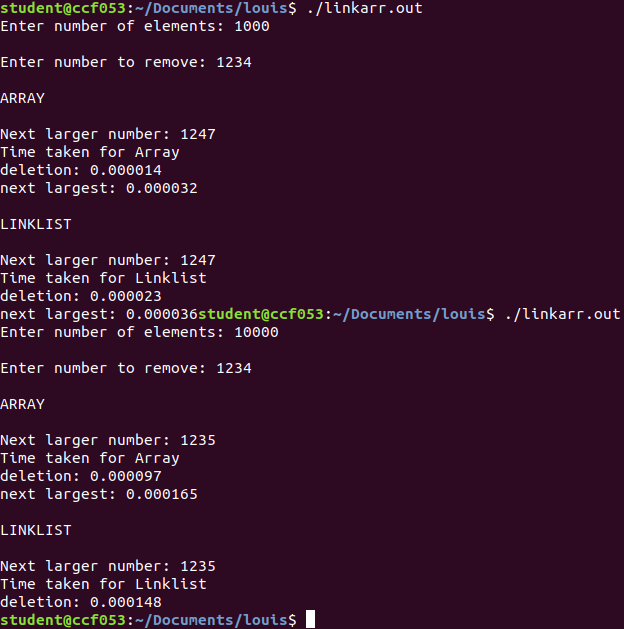 student@ccf053:~/Documents/louis$ ./linkarr.out
Enter number of elements: 1000
Enter number to remove: 1234
ARRAY
Next larger number: 1247
Time taken for Array
deletion: 0.000014
next largest: 0.000032
LINKLIST
Next larger number: 1247
Time taken for Linklist
deletion: 0.000023
next largest: 0.000036student@ccf053:~/Documents/louis$ ./linkarr.out
Enter number of elements: 10000
Enter number to remove: 1234
ARRAY
Next larger number: 1235
Time taken for Array
deletion: 0.000097
next largest: 0.000165
LINKLIST
Next larger number: 1235
Time taken for Linklist
deletion: 0.000148
student@ccf053:~/Documents/louis$